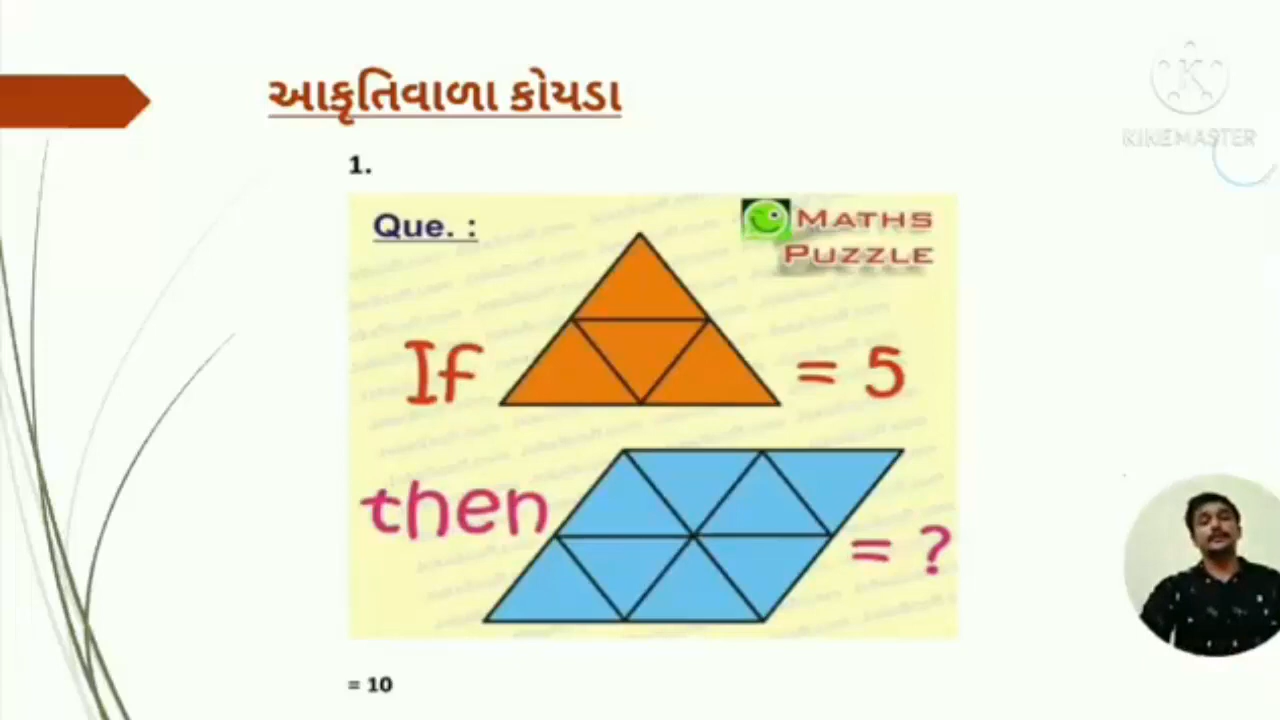 આકૃતિવાળા કોયડા
KINEMASTER
1.
Que. :
MATHS
PUZZLE
If = 5
then = ?
= 10